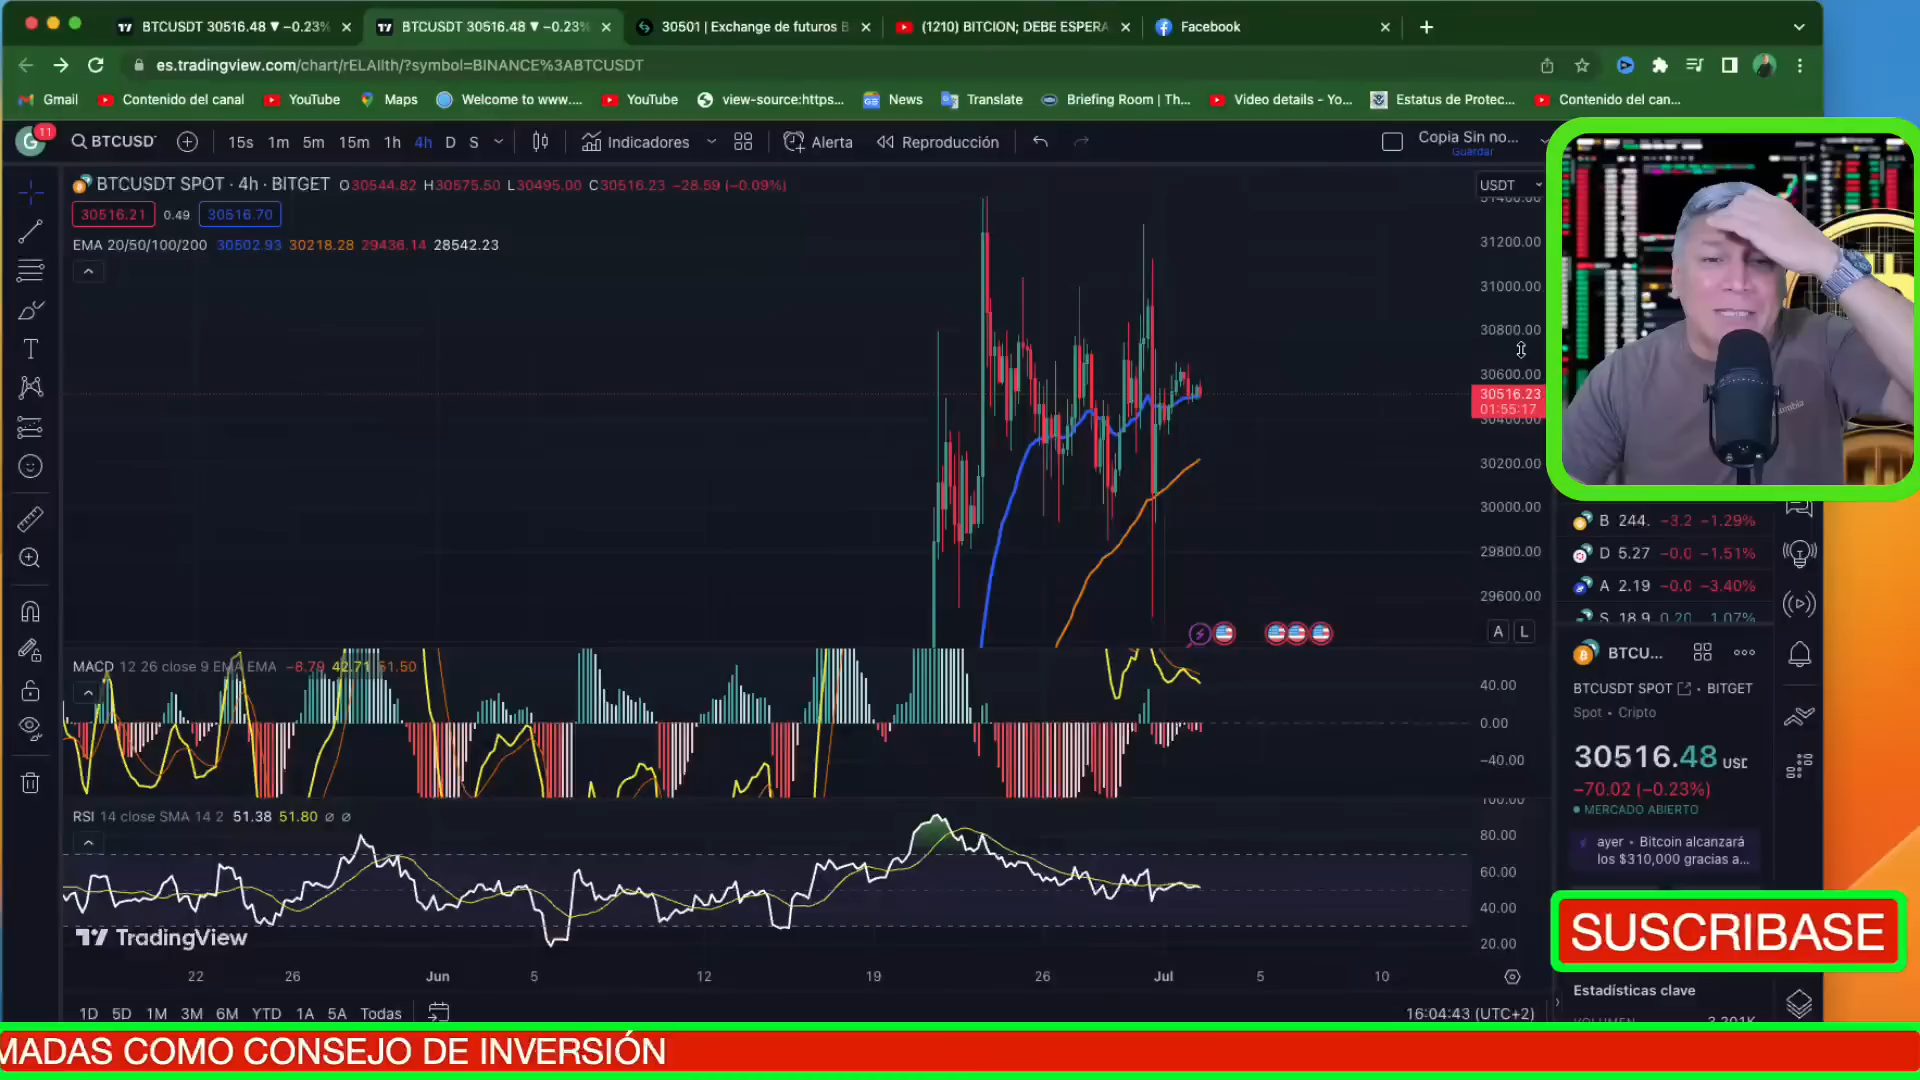 BTCUSDT 30516.48 ▼ −0.23%
BTCUSDT 30516.48 ▼ −0.23%
30501 | Exchange de futuros B
(1210) BITCION; DEBE ESPERA
Facebook
es.tradingview.com/chart/rELAIlth/?symbol=BINANCE%3ABTCUSDT
Gmail
Contenido del canal
YouTube
Maps
Welcome to www....
YouTube
view-source:https...
News
Translate
Briefing Room | Th...
Video details - Yo...
Estatus de Protec...
Contenido del can...
G 11
BTCUSD
15s 1m 5m 15m 1h 4h D S
Indicadores
Alerta
Reproducción
Copia Sin no...
Guardar
BTCUSDT SPOT · 4h · BITGET O30544.82 H30575.50 L30495.00 C30516.23 −28.59 (−0.09%)
USDT
30516.21 0.49 30516.70
EMA 20/50/100/200 30502.93 30218.28 29436.14 28542.23
31200.00
31000.00
30800.00
30600.00
30516.23
01:55:17
30400.00
30200.00
30000.00
29800.00
29600.00
A L
B 244. −3.2 −1.29%
D 5.27 −0.0 −1.51%
A 2.19 −0.0 −3.40%
S 18.9 0.20 1.07%
MACD 12 26 close 9 EMA EMA −8.79 42.71 51.50
40.00
0.00
−40.00
BTCU...
BTCUSDT SPOT · BITGET
Spot · Cripto
30516.48
−70.02 (−0.23%)
MERCADO ABIERTO
ayer · Bitcoin alcanzará
los $310,000 gracias a...
RSI 14 close SMA 14 2 51.38 51.80 ∅ ∅
100.00
80.00
60.00
40.00
20.00
TradingView
22 26 Jun 5 12 19 26 Jul 5 10
SUSCRIBASE
Estadísticas clave
1D 5D 1M 3M 6M YTD 1A 5A Todas
16:04:43 (UTC+2)
VOLUMEN 3.201K
MADAS COMO CONSEJO DE INVERSIÓN